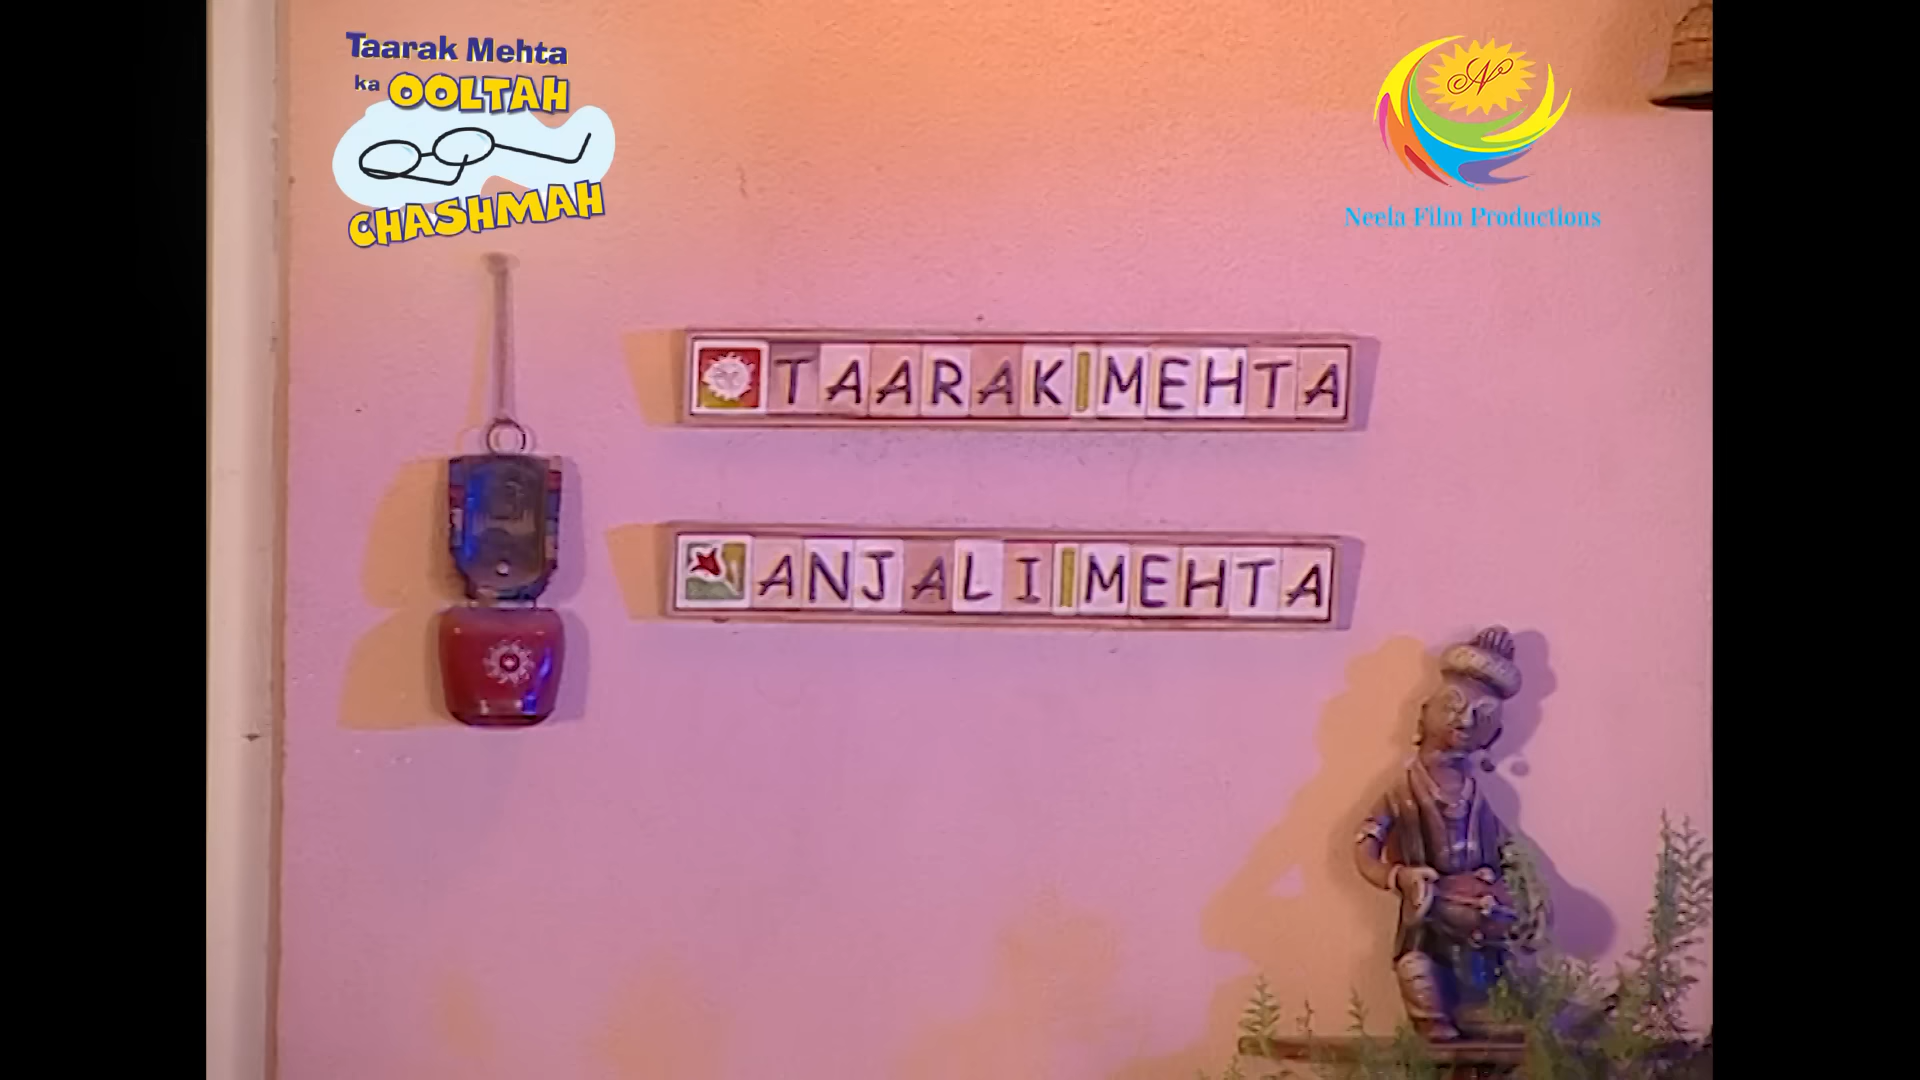 Taarak Mehta
ka OOLTAH
CHASHMAH
N
Neela Film Productions
TAARAK MEHTA
ANJALI MEHTA